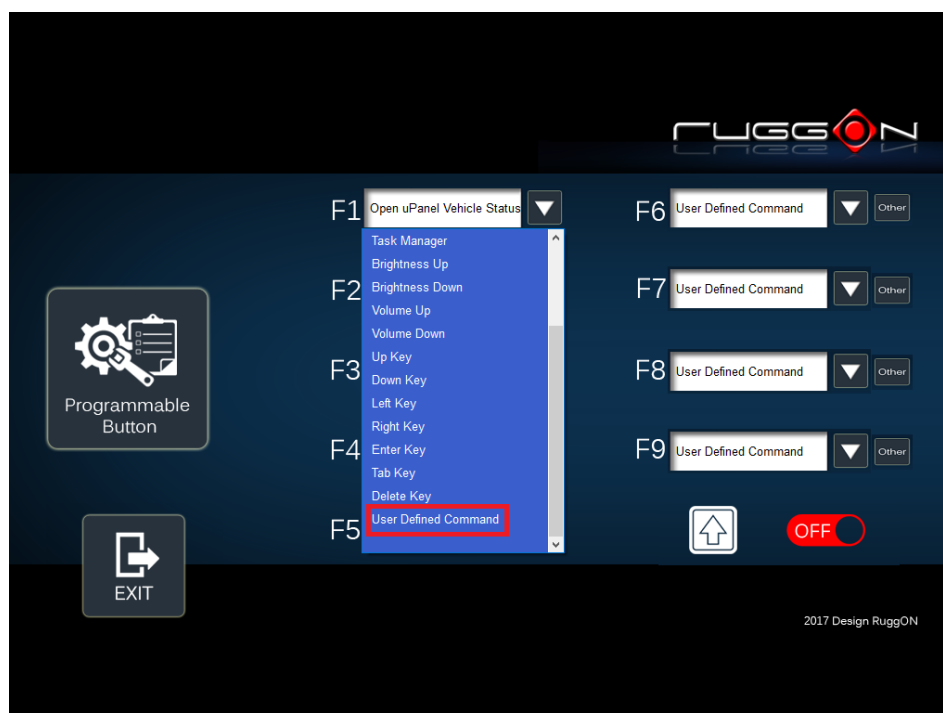 RUGGON
F1
Open uPanel Vehicle Status
Task Manager
Brightness Up
Brightness Down
Volume Up
Volume Down
Up Key
Down Key
Left Key
Right Key
Enter Key
Tab Key
Delete Key
User Defined Command
F2
F3
F4
F5
F6
User Defined Command
Other
F7
User Defined Command
Other
F8
User Defined Command
Other
F9
User Defined Command
Other
OFF
Programmable
Button
EXIT
2017 Design RuggON